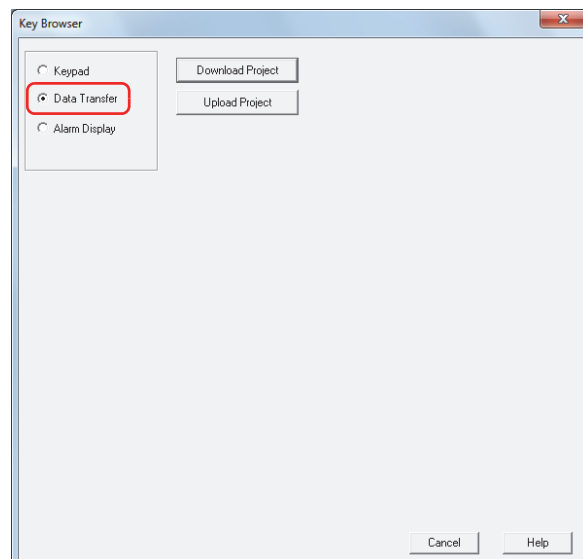 Key Browser
Keypad
Download Project
Data Transfer
Upload Project
Alarm Display
Cancel
Help